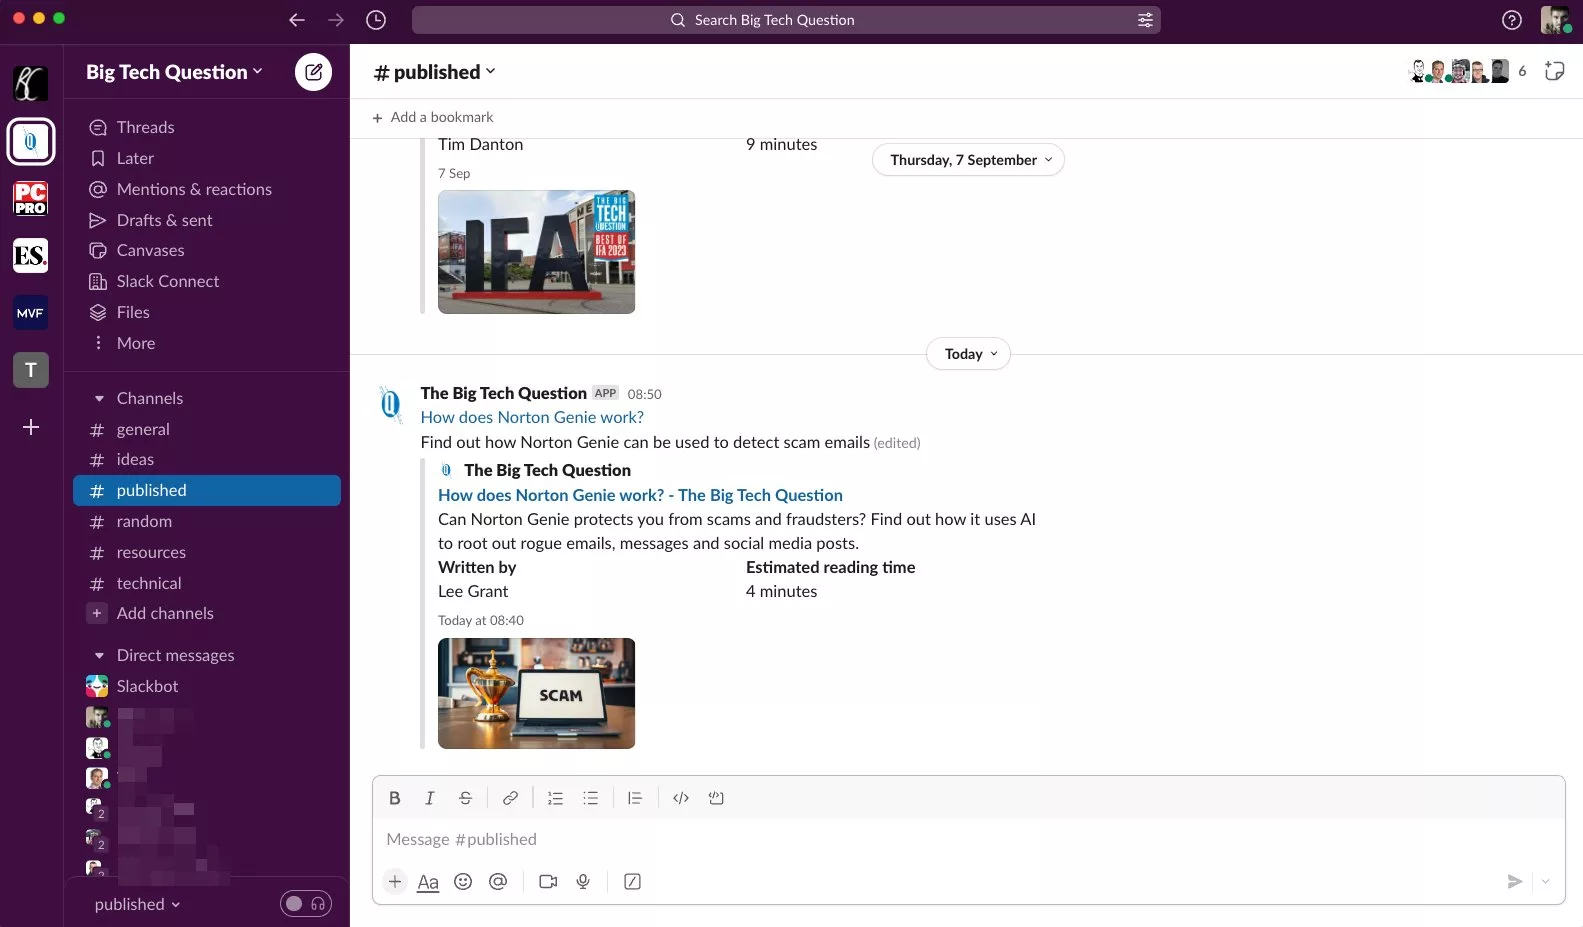 Search Big Tech Question
Big Tech Question
# published
6
+ Add a bookmark
PC
PRO
ES.
MVF
T
Threads
Later
Mentions & reactions
Drafts & sent
Canvases
Slack Connect
Files
More
Channels
# general
# ideas
# published
# random
# resources
# technical
+ Add channels
Direct messages
Slackbot
2
2
2
published
Tim Danton 9 minutes
Thursday, 7 September
7 Sep
IFA
THE BIG
TECH
QUESTION
BEST OF
IFA 2023
Today
The Big Tech Question APP 08:50
How does Norton Genie work?
Find out how Norton Genie can be used to detect scam emails (edited)
The Big Tech Question
How does Norton Genie work? - The Big Tech Question
Can Norton Genie protects you from scams and fraudsters? Find out how it uses AI
to root out rogue emails, messages and social media posts.
Written by Estimated reading time
Lee Grant 4 minutes
Today at 08:40
SCAM
B I S
Message #published
+ Aa @